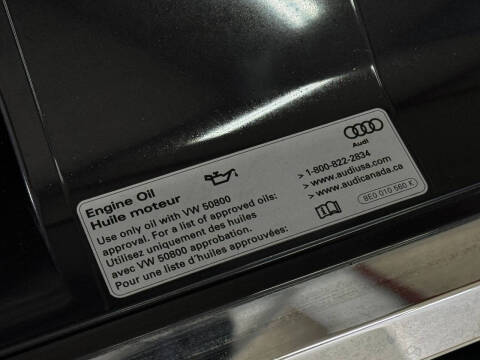 Engine Oil
Huile moteur
Use only oil with VW 50800
approval. For a list of approved oils:
Utilisez uniquement des huiles
avec VW 50800 approbation.
Pour une liste d'huiles approuvées:
Audi
> 1-800-822-2834
> www.audiusa.com
> www.audicanada.ca
8E0 010 560 K